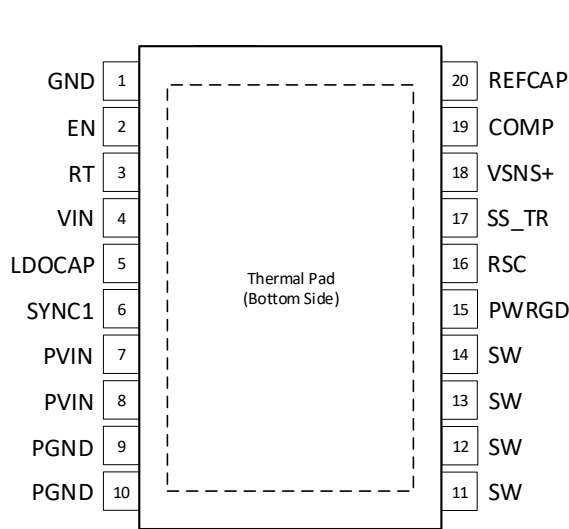 GND 1
EN 2
RT 3
VIN 4
LDOCAP 5
SYNC1 6
PVIN 7
PVIN 8
PGND 9
PGND 10
Thermal Pad
(Bottom Side)
20 REFCAP
19 COMP
18 VSNS+
17 SS_TR
16 RSC
15 PWRGD
14 SW
13 SW
12 SW
11 SW